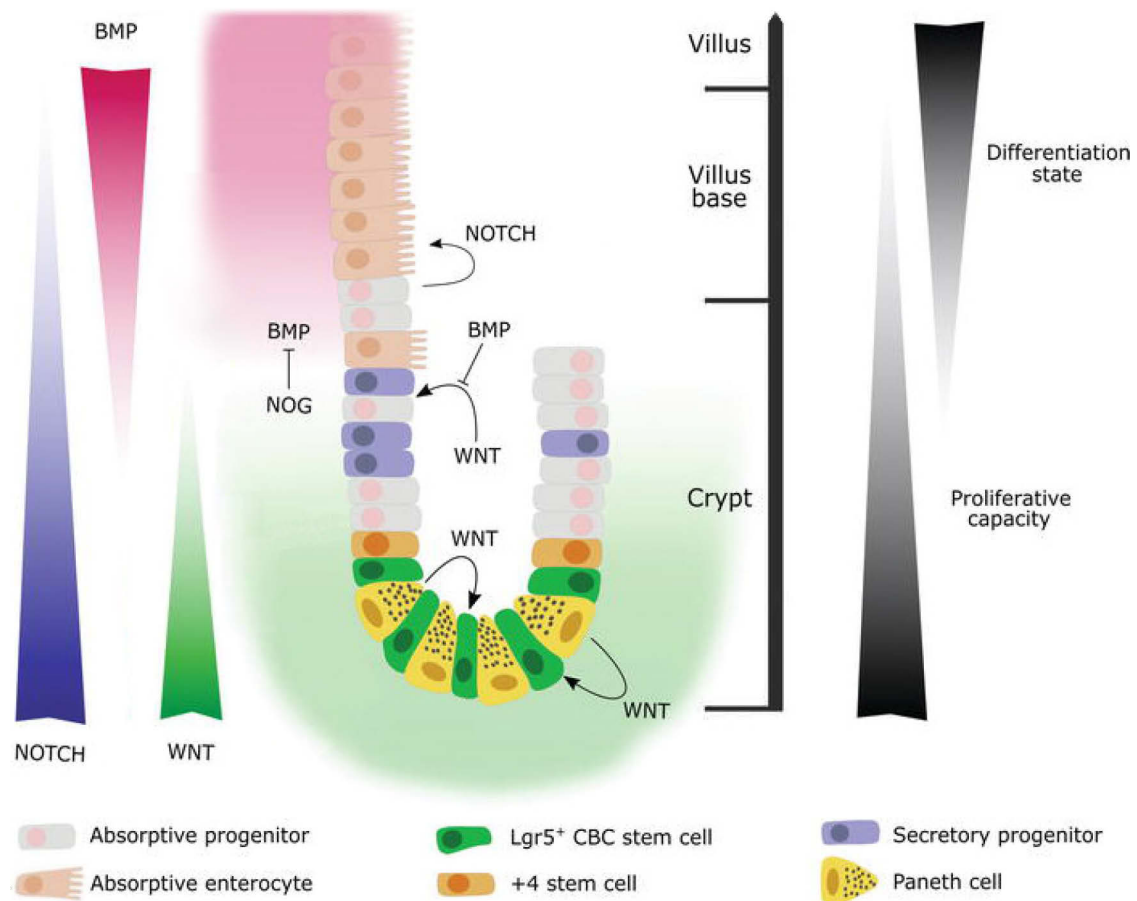 BMP
Villus
Villus
base
Differentiation
state
NOTCH
BMP
BMP
NOG
WNT
Crypt
Proliferative
capacity
WNT
WNT
NOTCH
WNT
Absorptive progenitor
Lgr5+ CBC stem cell
Secretory progenitor
Absorptive enterocyte
+4 stem cell
Paneth cell